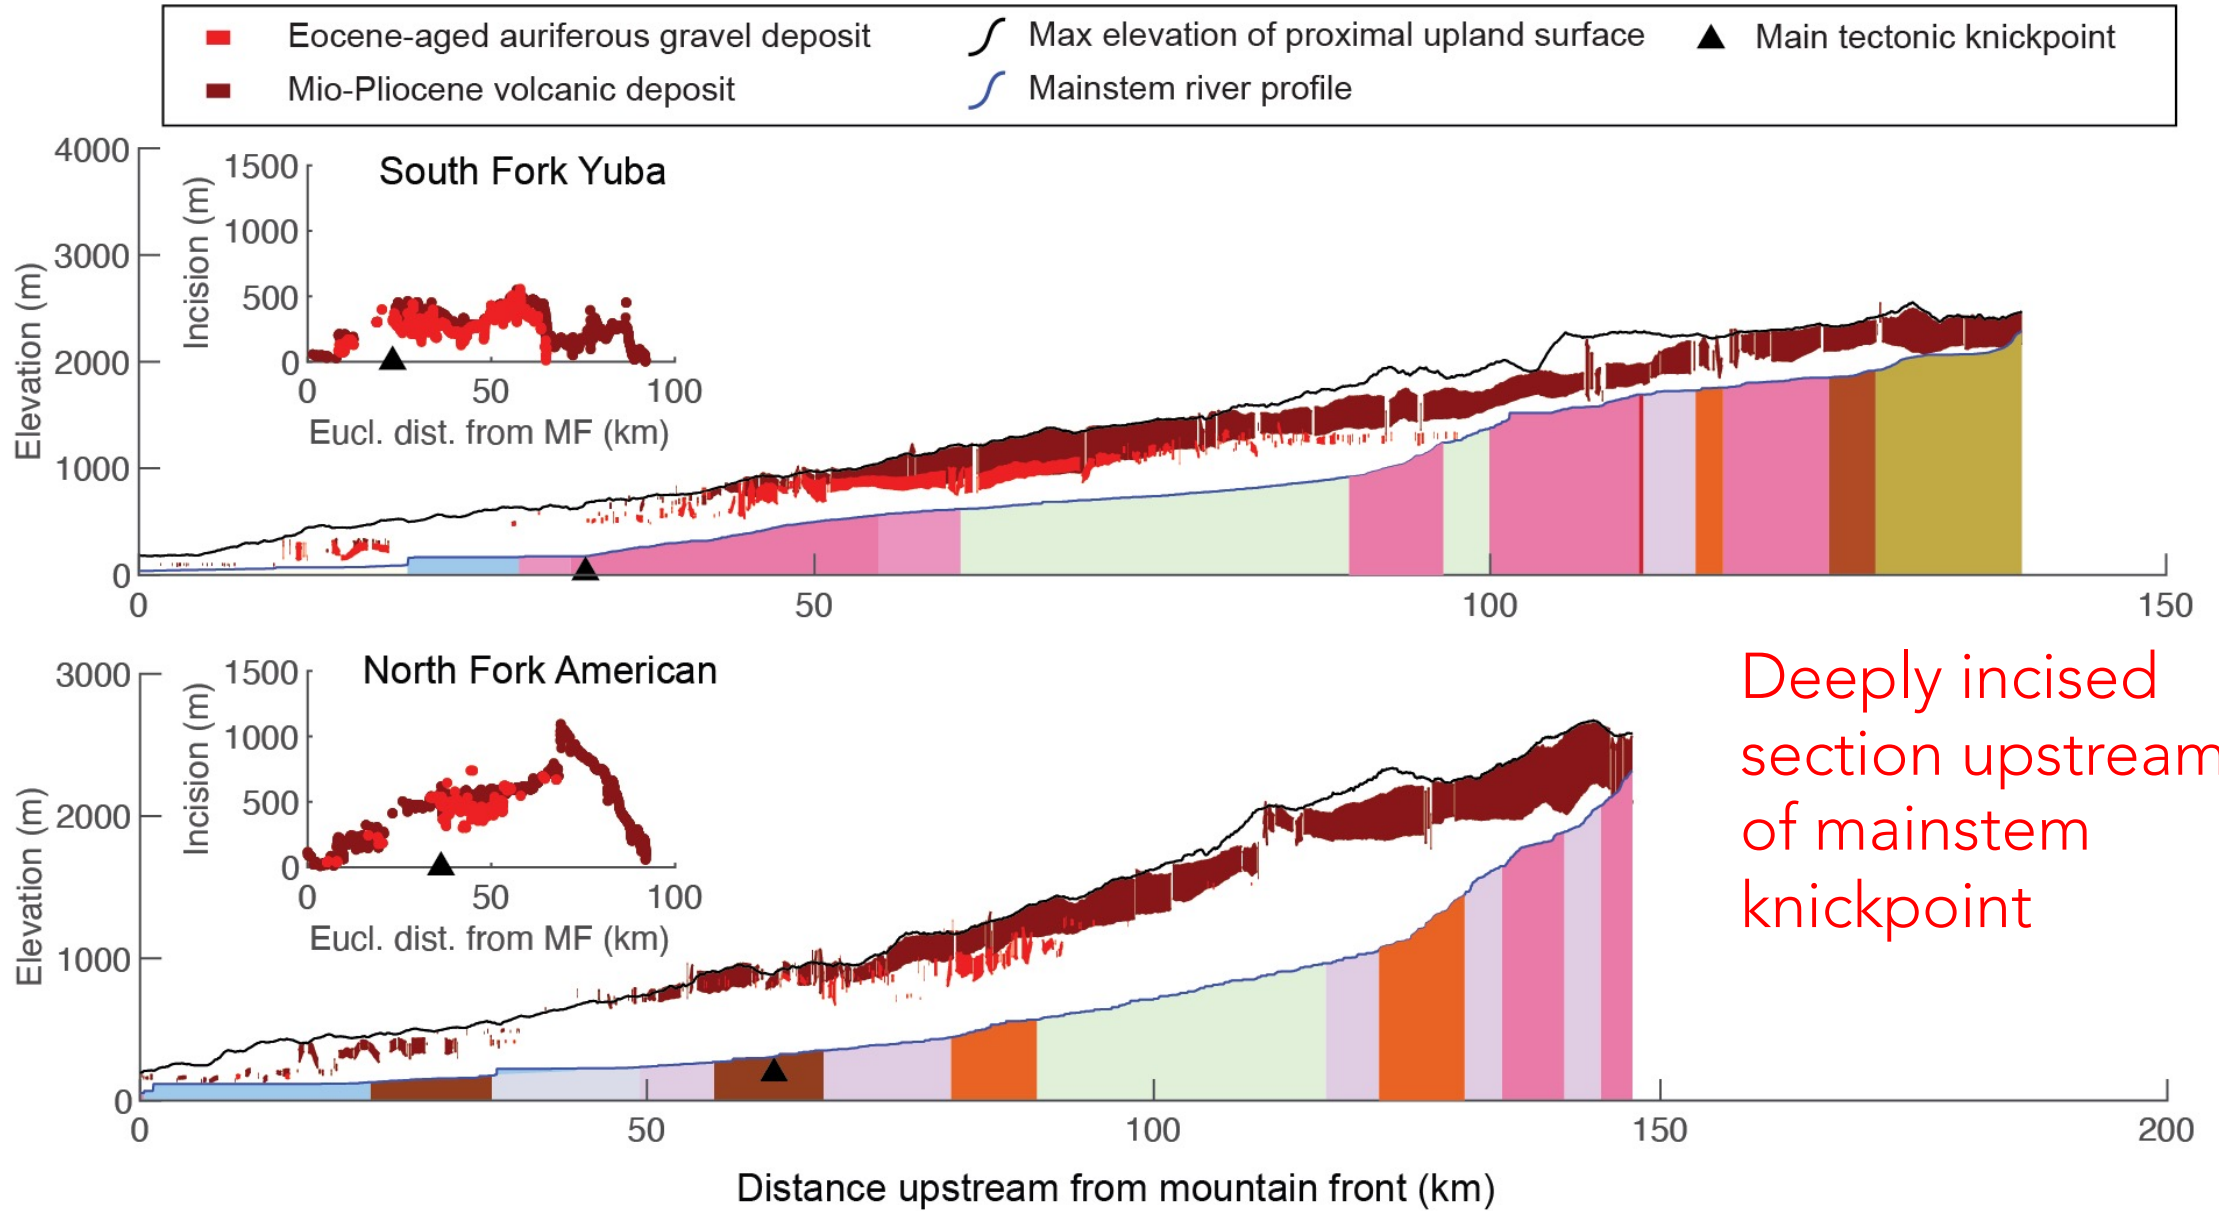 Eocene-aged auriferous gravel deposit
Max elevation of proximal upland surface
Main tectonic knickpoint
Mio-Pliocene volcanic deposit
Mainstem river profile
South Fork Yuba
4000
3000
2000
1000
0
Elevation (m)
1500
1000
500
0
Incision (m)
0 50 100
Eucl. dist. from MF (km)
0 50 100 150
North Fork American
3000
2000
1000
0
Elevation (m)
1500
1000
500
0
Incision (m)
0 50 100
Eucl. dist. from MF (km)
0 50 100 150 200
Distance upstream from mountain front (km)
Deeply incised
section upstream
of mainstem
knickpoint